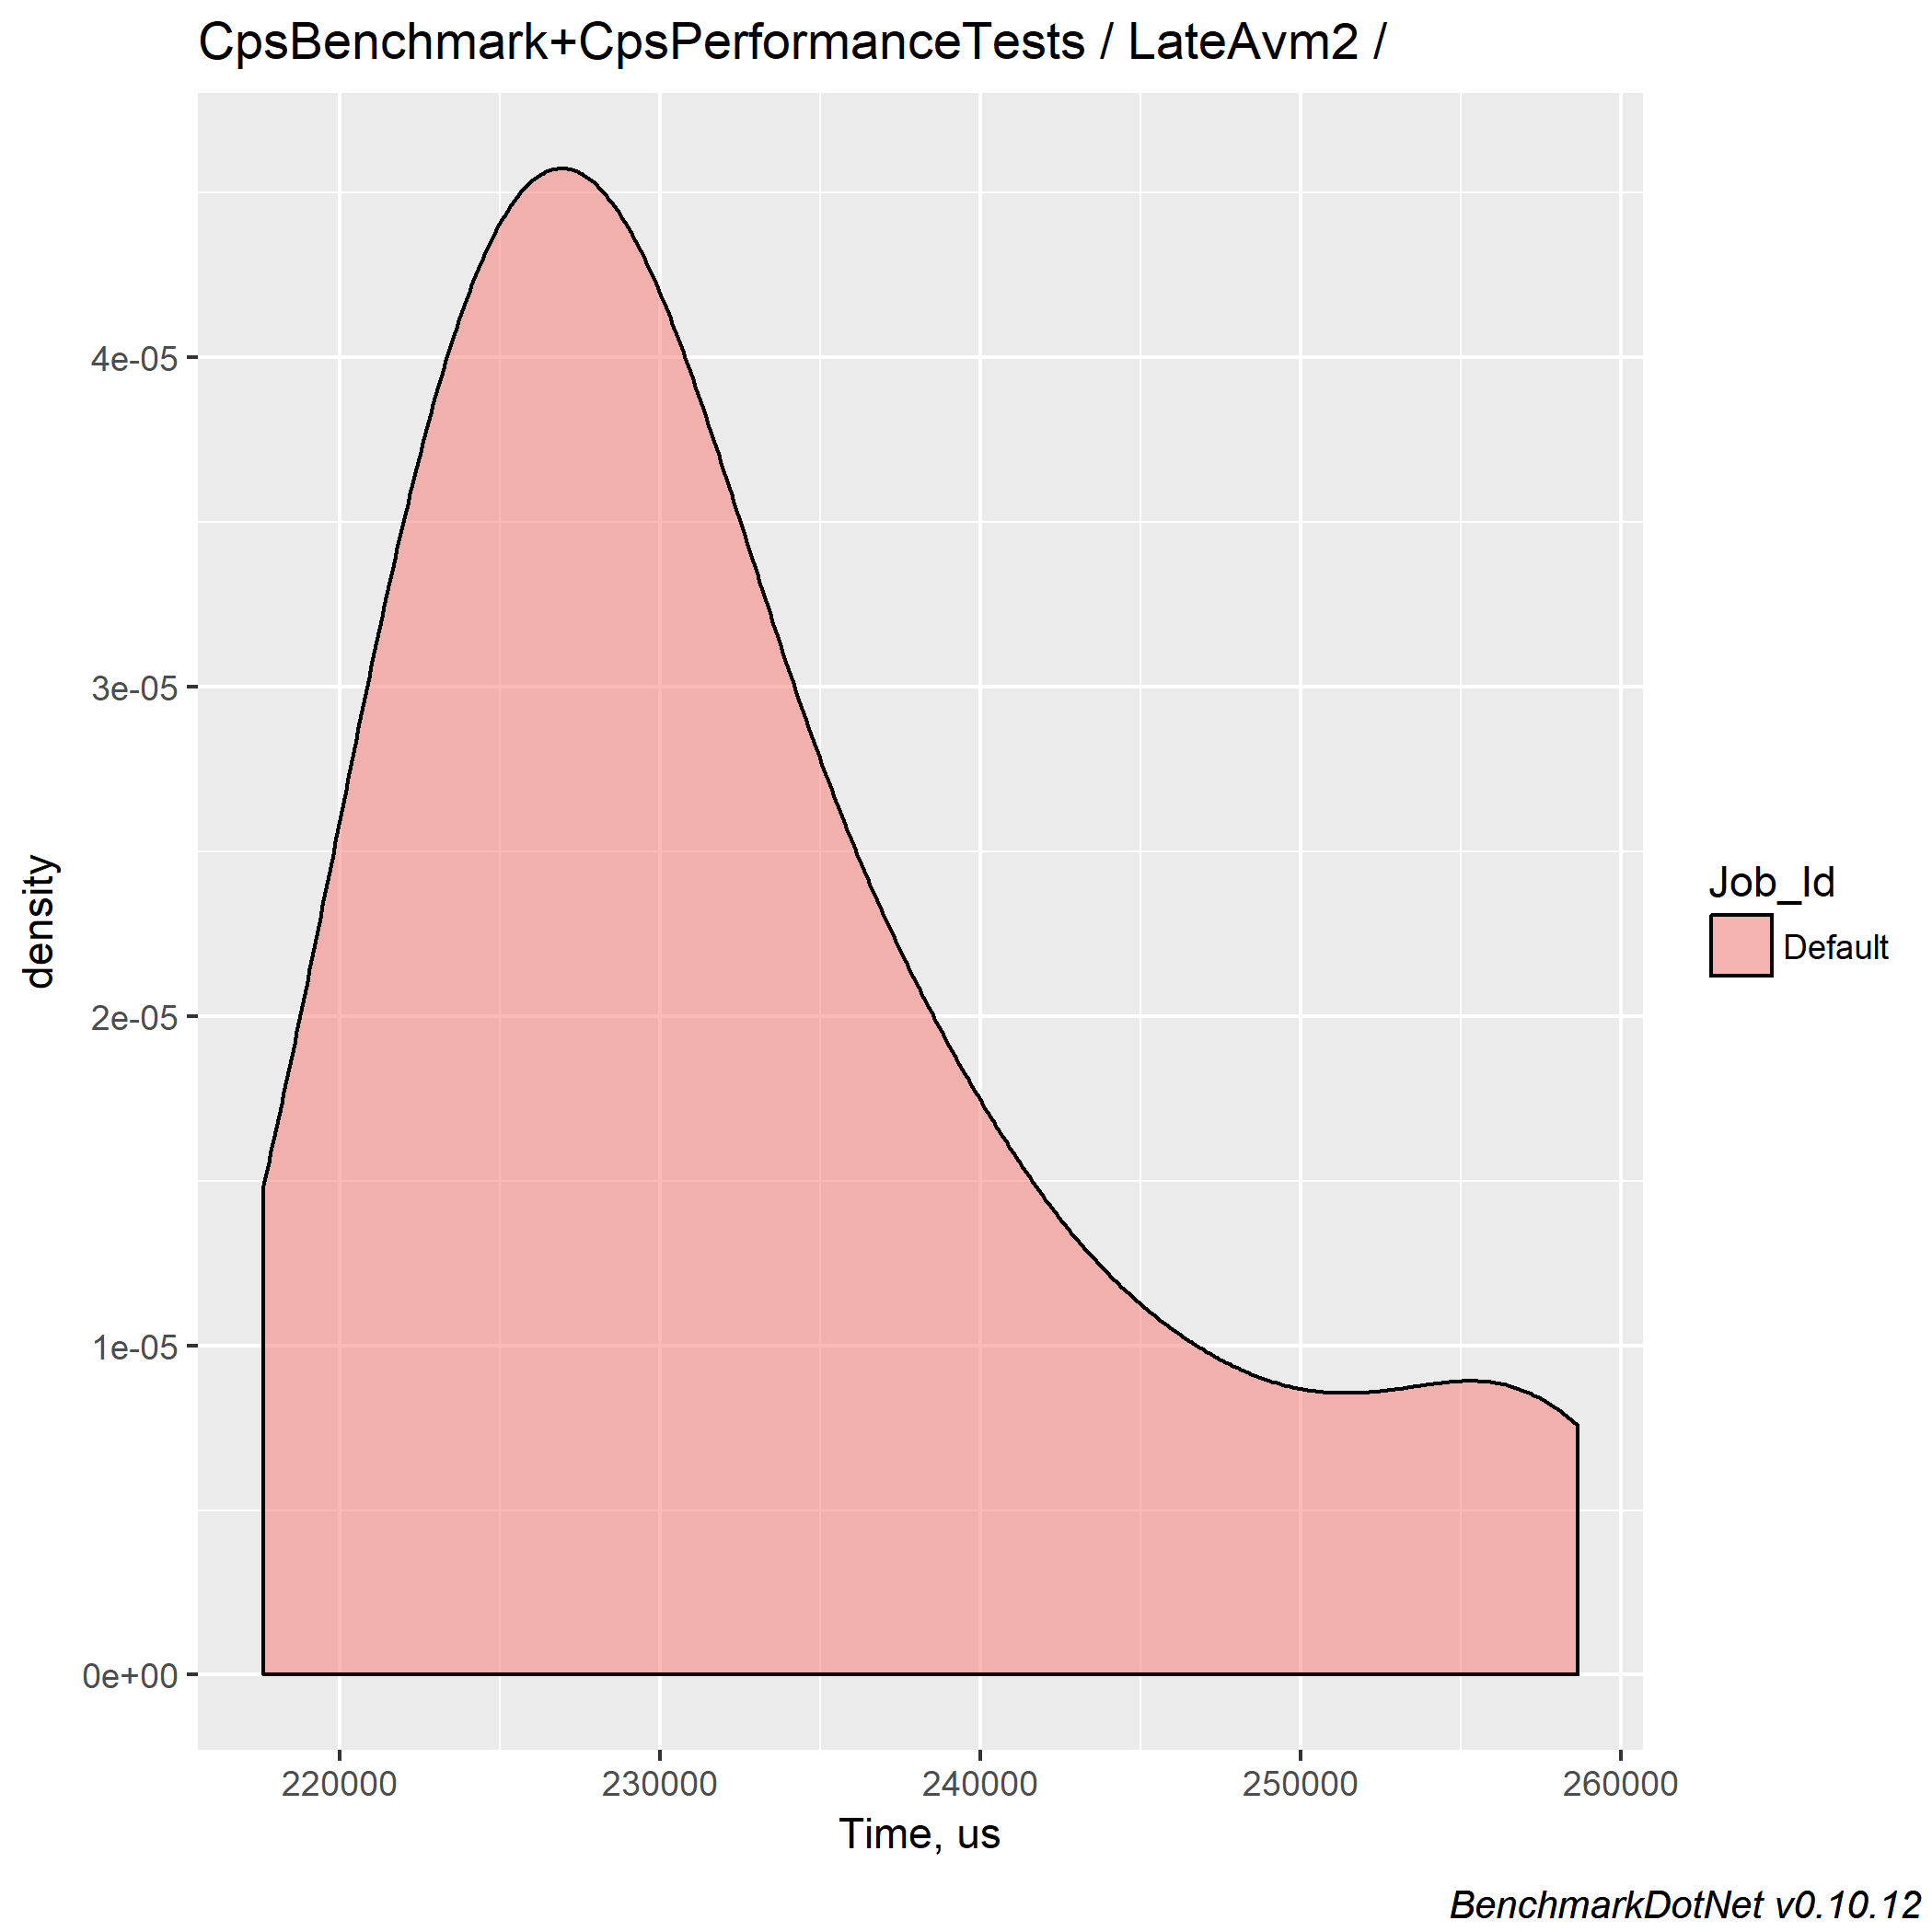 CpsBenchmark+CpsPerformanceTests / LateAvm2 /
density
4e-05
3e-05
2e-05
1e-05
0e+00
220000 230000 240000 250000 260000
Time, us
Job_Id
Default
BenchmarkDotNet v0.10.12